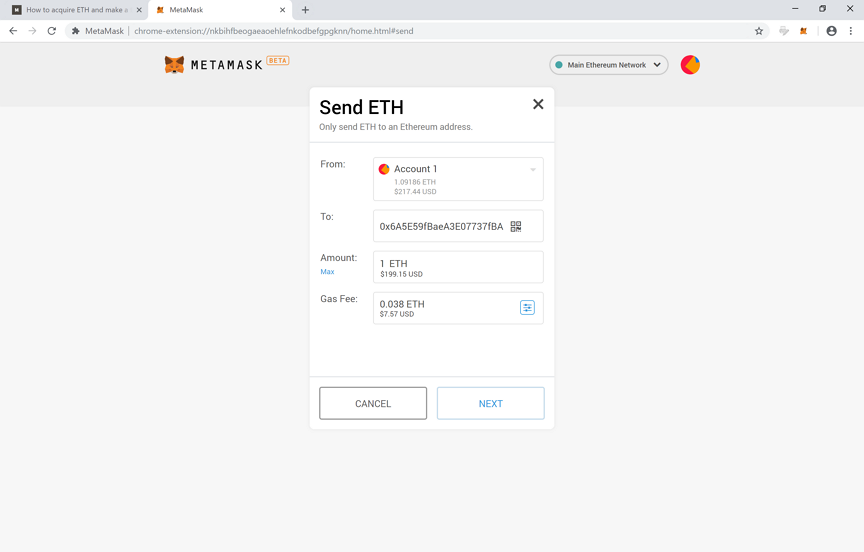 How to acquire ETH and make a
MetaMask
MetaMask
chrome-extension://nkbihfbeogaeaoehlefnkodbefgpgknn/home.html#send
METAMASK
BETA
Main Ethereum Network
Send ETH
Only send ETH to an Ethereum address.
From:
Account 1
1.09186 ETH
$217.44 USD
To:
0x6A5E59fBaeA3E07737fBA
Amount:
Max
1 ETH
$199.15 USD
Gas Fee:
0.038 ETH
$7.57 USD
CANCEL
NEXT